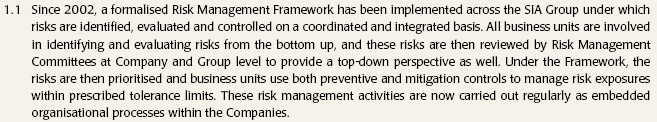 1.1 Since 2002, a formalised Risk Management Framework has been implemented across the SIA Group under which
risks are identified, evaluated and controlled on a coordinated and integrated basis. All business units are involved
in identifying and evaluating risks from the bottom up, and these risks are then reviewed by Risk Management
Committees at Company and Group level to provide a top-down perspective as well. Under the Framework, the
risks are then prioritised and business units use both preventive and mitigation controls to manage risk exposures
within prescribed tolerance limits. These risk management activities are now carried out regularly as embedded
organisational processes within the Companies.